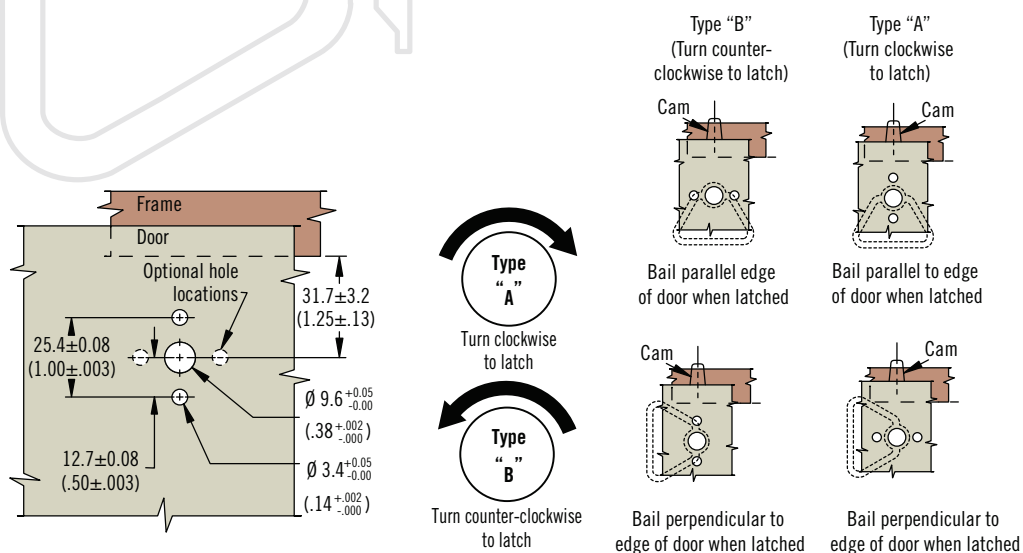 Frame
Door
Optional hole
locations
31.7±3.2
(1.25±.13)
25.4±0.08
(1.00±.003)
Ø 9.6 +0.05 -0.00
(.38 +.002 -.000 )
12.7±0.08
(.50±.003)
Ø 3.4 +0.05 -0.00
(.14 +.002 -.000 )
Type
“
A”
Turn clockwise
to latch
Type
“ ”
B
Turn counter-clockwise
to latch
Type “B”
(Turn counter-
clockwise to latch)
Cam
Bail parallel edge
of door when latched
Type “A”
(Turn clockwise
to latch)
Cam
Bail parallel to edge
of door when latched
Cam
Bail perpendicular to
edge of door when latched
Cam
Bail perpendicular to
edge of door when latched